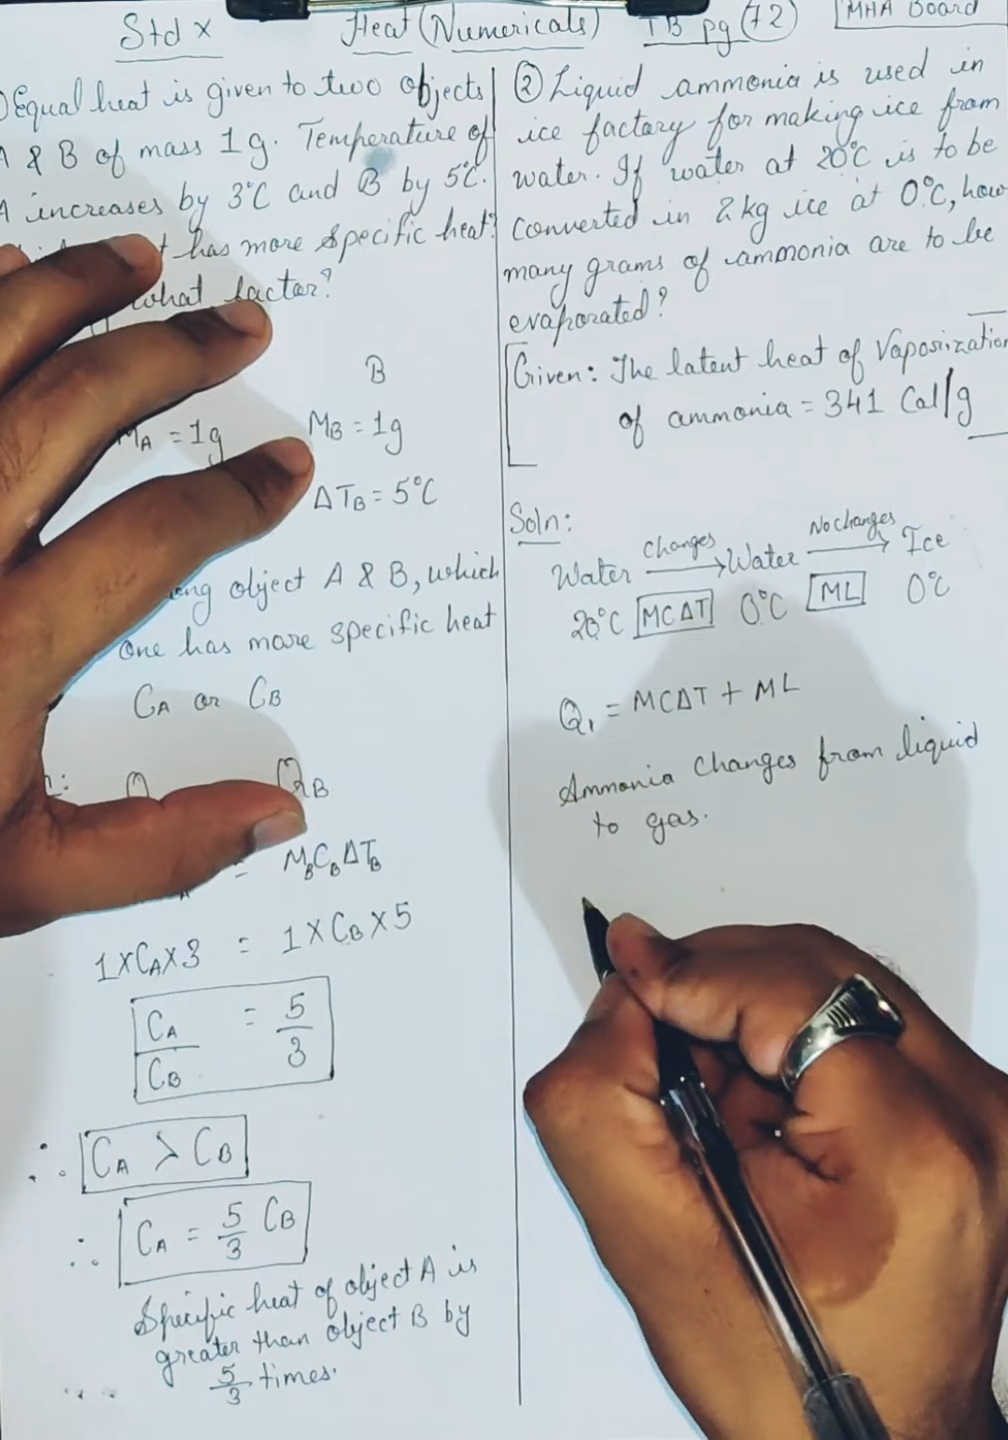 Std X
Heat (Numericals)
TB pg (72)
MHA Board
Equal heat is given to two objects
A & B of mass 1g. Temperature of
A increases by 3°C and B by 5°C.
has more specific heat?
what factor?
B
MA = 1g
MB = 1g
ΔTB = 5°C
object A & B, which
one has more specific heat
CA or CB
QB
= MBCBΔTB
1×CA×3 = 1×CB×5
CA/CB = 5/3
∴ CA > CB
∴ CA = 5/3 CB
Specific heat of object A is
greater than object B by
5/3 times.
② Liquid ammonia is used in
ice factory for making ice from
water. If water at 20°C is to be
converted in 2kg ice at 0°C, how
many grams of ammonia are to be
evaporated?
Given: The latent heat of Vaporization
of ammonia = 341 Cal/g
Soln:
Water Changes → Water No changes → Ice
20°C MCΔT 0°C ML 0°C
Q1 = MCΔT + ML
Ammonia changes from liquid
to gas.